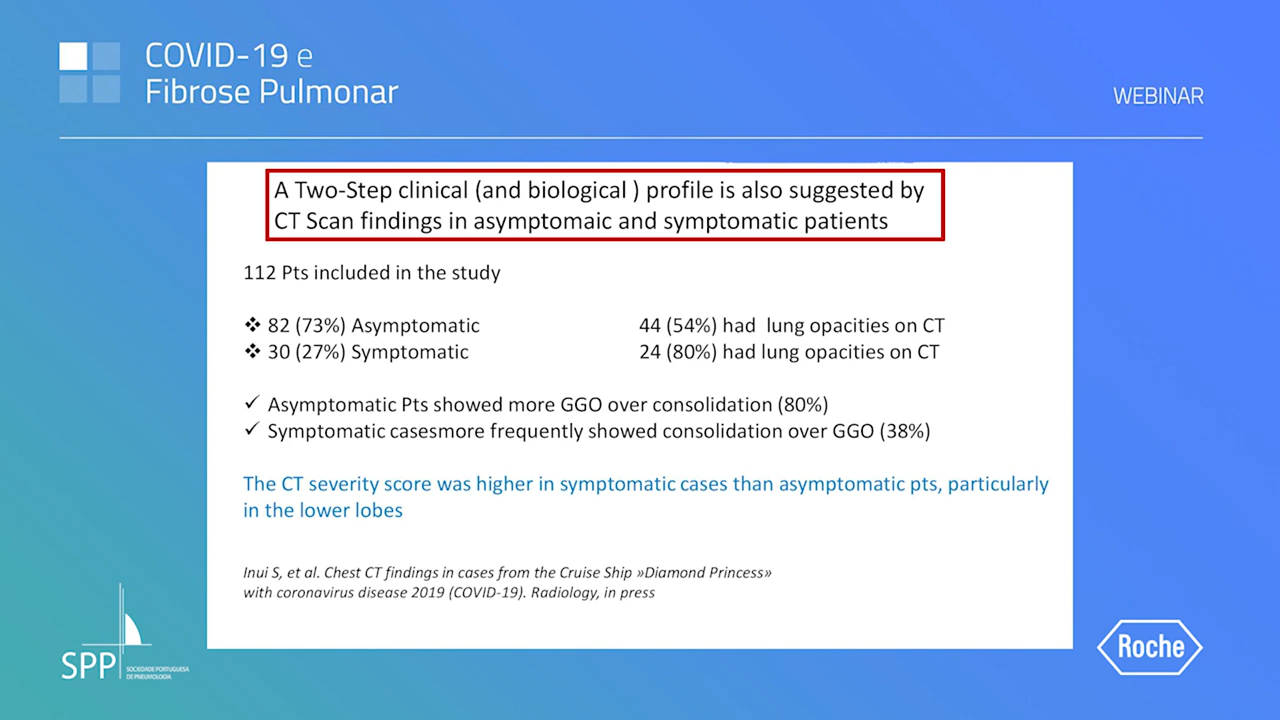 COVID-19 e
Fibrose Pulmonar
WEBINAR
A Two-Step clinical (and biological ) profile is also suggested by
CT Scan findings in asymptomaic and symptomatic patients
112 Pts included in the study
❖ 82 (73%) Asymptomatic 44 (54%) had lung opacities on CT
❖ 30 (27%) Symptomatic 24 (80%) had lung opacities on CT
✓ Asymptomatic Pts showed more GGO over consolidation (80%)
✓ Symptomatic casesmore frequently showed consolidation over GGO (38%)
The CT severity score was higher in symptomatic cases than asymptomatic pts, particularly
in the lower lobes
Inui S, et al. Chest CT findings in cases from the Cruise Ship »Diamond Princess»
with coronavirus disease 2019 (COVID-19). Radiology, in press
SPP
SOCIEDADE PORTUGUESA
DE PNEUMOLOGIA
Roche